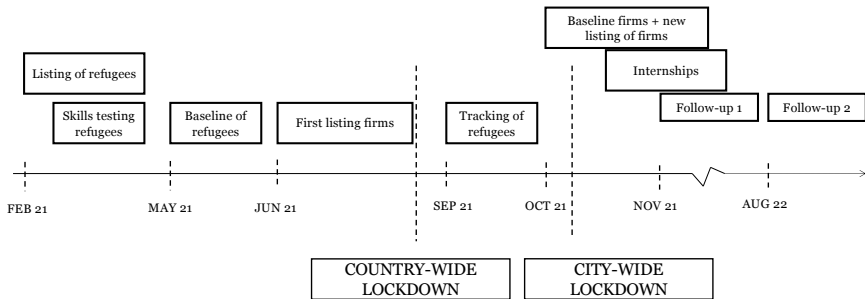 Baseline firms + new
listing of firms
Listing of refugees
Internships
Skills testing
refugees
Baseline of
refugees
First listing firms
Tracking of
refugees
Follow-up 1
Follow-up 2
FEB 21
MAY 21
JUN 21
SEP 21
OCT 21
NOV 21
AUG 22
COUNTRY-WIDE
LOCKDOWN
CITY-WIDE
LOCKDOWN